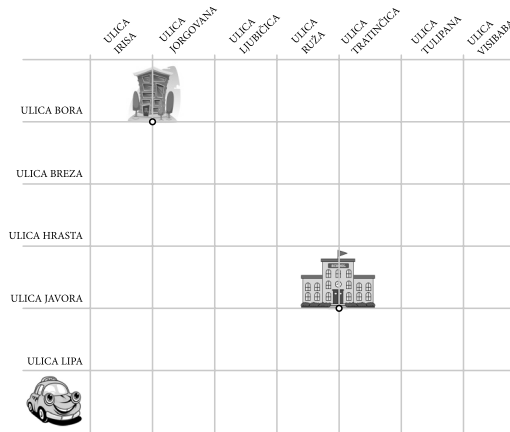 ULICA
IRISA
ULICA
JORGOVANA
ULICA
LJUBIČICA
ULICA
RUŽA
ULICA
TRATINČICA
ULICA
TULIPANA
ULICA
VISIBABA
ULICA BORA
ULICA BREZA
ULICA HRASTA
ULICA JAVORA
ULICA LIPA